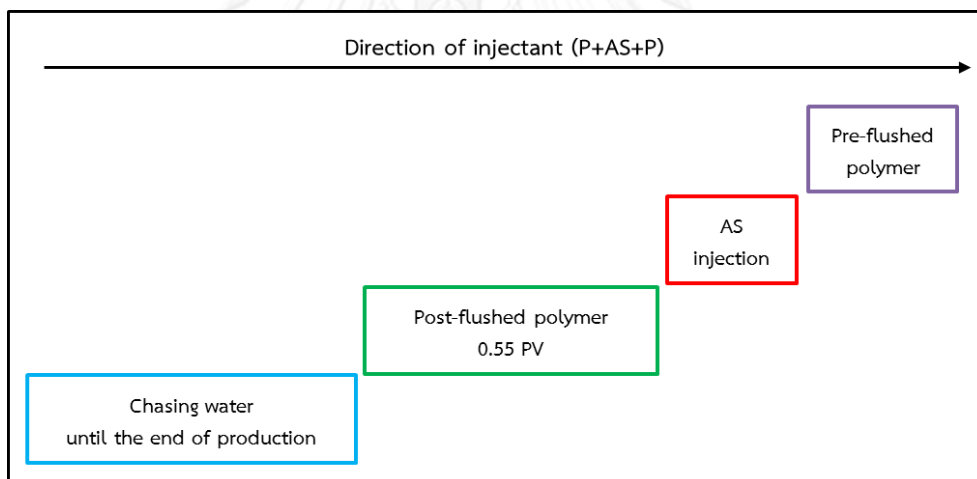 Direction of injectant (P+AS+P)
Pre-flushed
polymer
AS
injection
Post-flushed polymer
0.55 PV
Chasing water
until the end of production